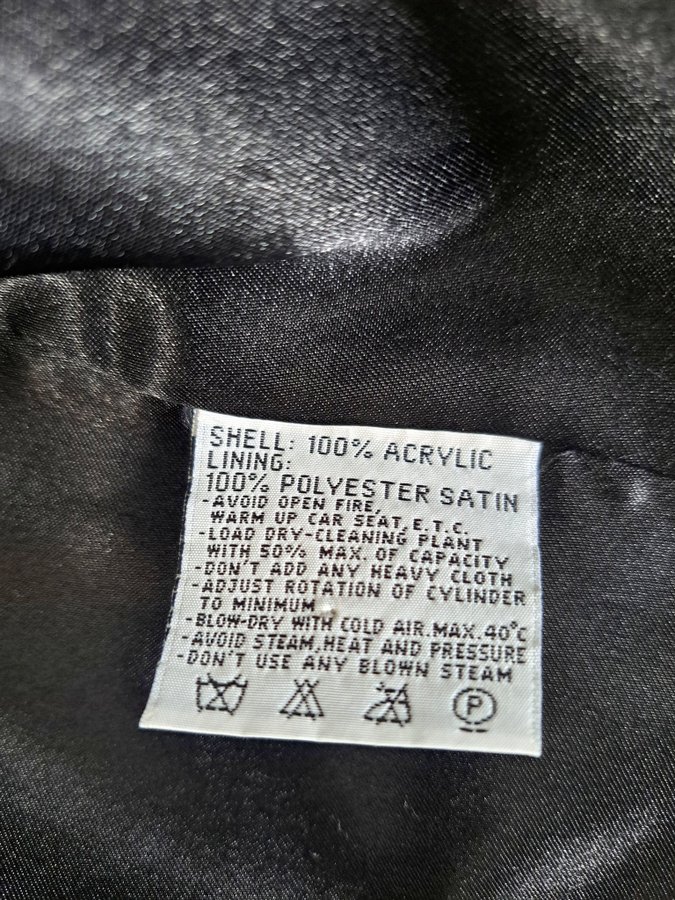 SHELL: 100% ACRYLIC
LINING:
100% POLYESTER SATIN
-AVOID OPEN FIRE,
WARM UP CAR SEAT, E.T.C.
-LOAD DRY-CLEANING PLANT
WITH 50% MAX. OF CAPACITY
-DON'T ADD ANY HEAVY CLOTH
-ADJUST ROTATION OF CYLINDER
TO MINIMUM
-BLOW-DRY WITH COLD AIR.MAX.40°C
-AVOID STEAM,HEAT AND PRESSURE
-DON'T USE ANY BLOWN STEAM
P